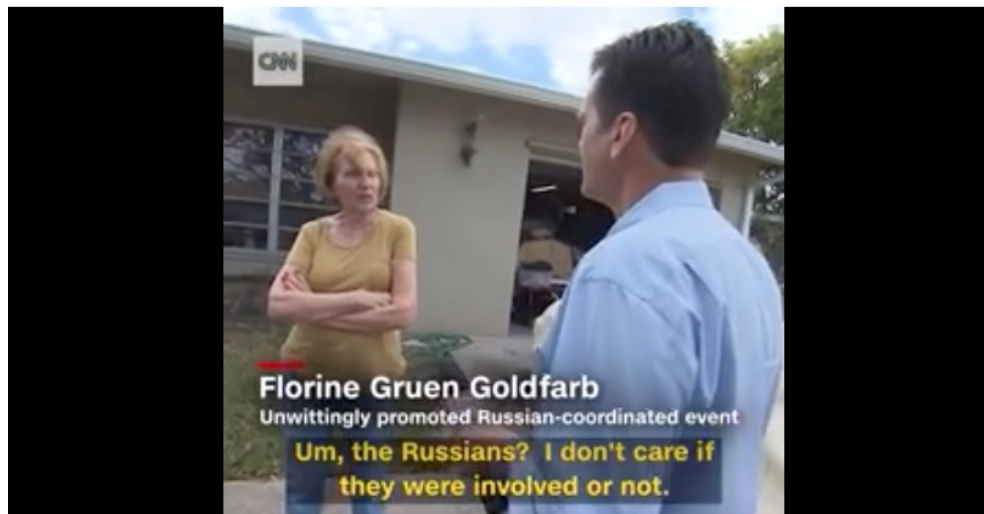 CNN
Florine Gruen Goldfarb
Unwittingly promoted Russian-coordinated event
Um, the Russians? I don't care if
they were involved or not.